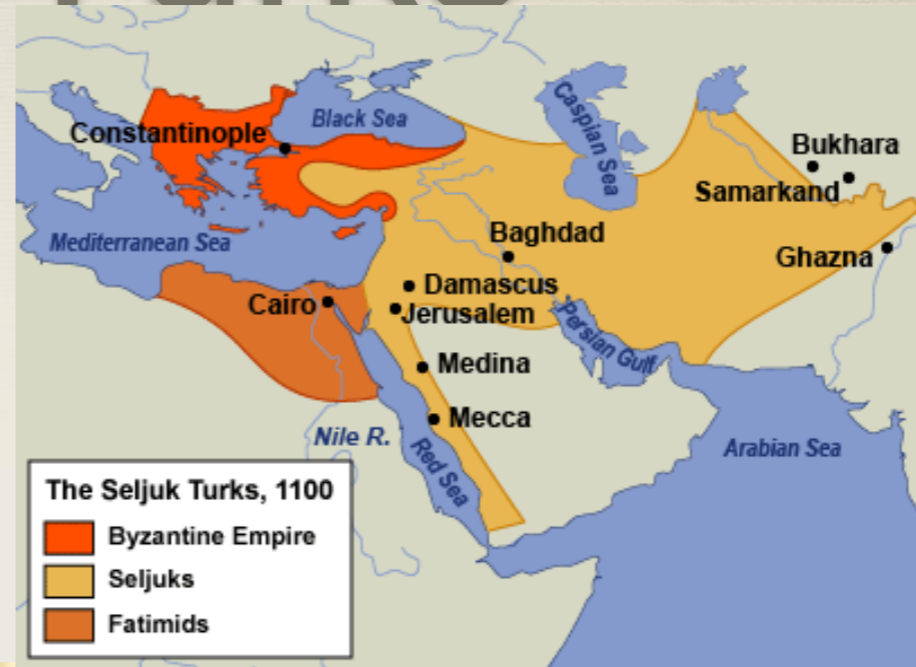 Black Sea
Constantinople
Caspian Sea
Bukhara
Samarkand
Mediterranean Sea
Baghdad
Ghazna
Damascus
Cairo
Jerusalem
Persian Gulf
Medina
Mecca
Nile R.
Red Sea
Arabian Sea
The Seljuk Turks, 1100
Byzantine Empire
Seljuks
Fatimids